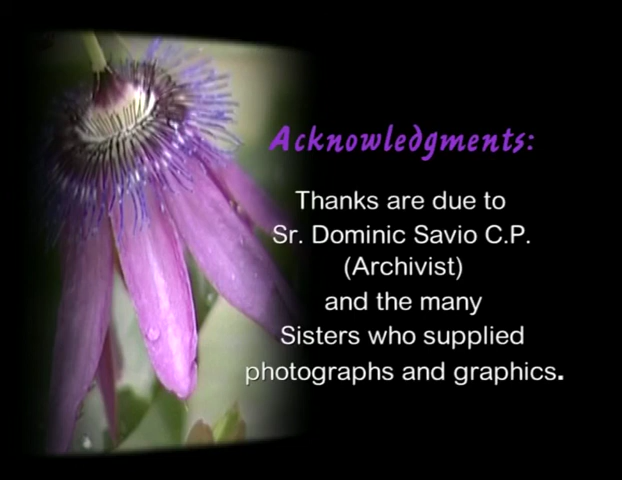 Acknowledgments:
Thanks are due to
Sr. Dominic Savio C.P.
(Archivist)
and the many
Sisters who supplied
photographs and graphics.